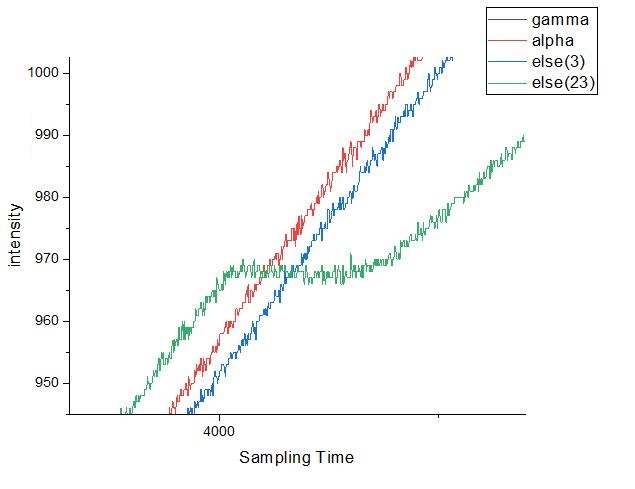 gamma
alpha
else(3)
else(23)
1000
990
980
970
960
950
intensity
4000
Sampling Time